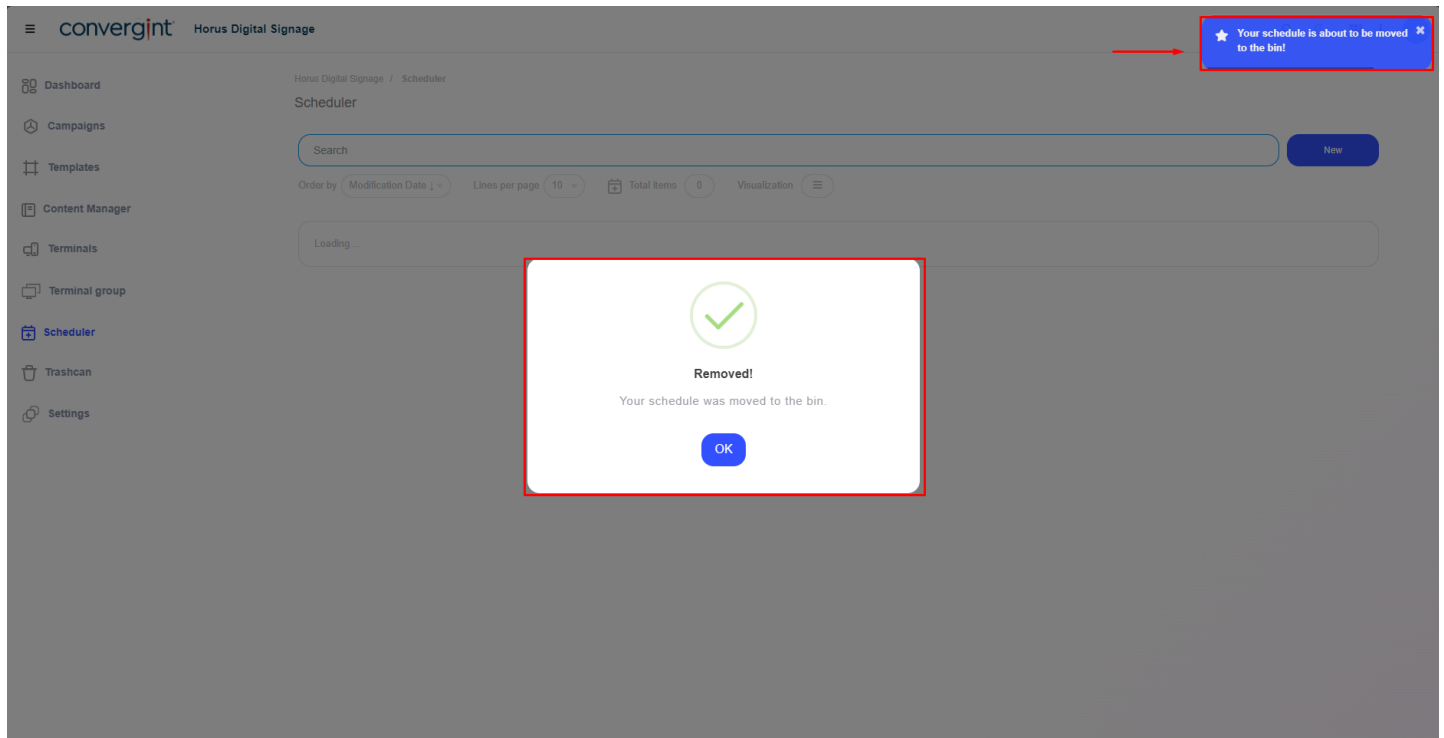 convergint Horus Digital Signage
Your schedule is about to be moved
to the bin!
Dashboard
Campaigns
Templates
Content Manager
Terminals
Terminal group
Scheduler
Trashcan
Settings
Horus Digital Signage / Scheduler
Scheduler
Search
New
Order by Modification Date ↓ Lines per page 10 Total Items 0 Visualization
Loading ...
Removed!
Your schedule was moved to the bin.
OK